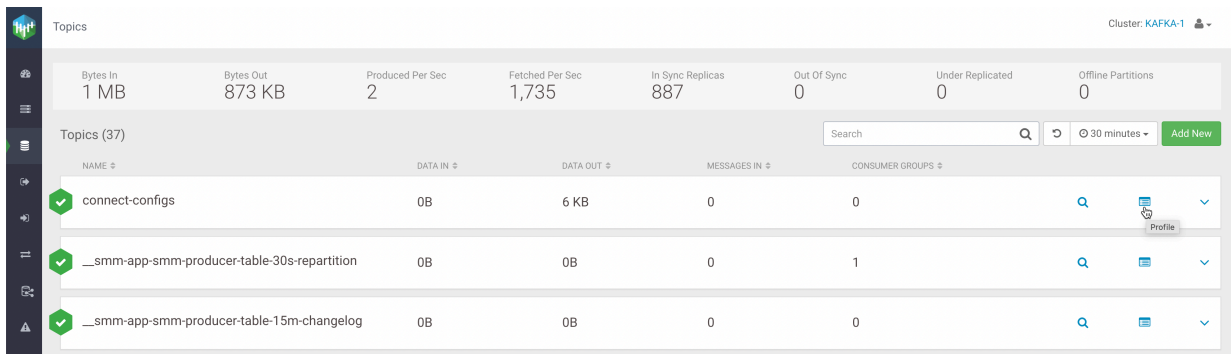 Topics
Cluster: KAFKA-1
Bytes In Bytes Out Produced Per Sec Fetched Per Sec In Sync Replicas Out Of Sync Under Replicated Offline Partitions
1 MB 873 KB 2 1,735 887 0 0 0
Topics (37) Search 30 minutes Add New
NAME DATA IN DATA OUT MESSAGES IN CONSUMER GROUPS
connect-configs 0B 6 KB 0 0
Profile
__smm-app-smm-producer-table-30s-repartition 0B 0B 0 1
__smm-app-smm-producer-table-15m-changelog 0B 0B 0 0